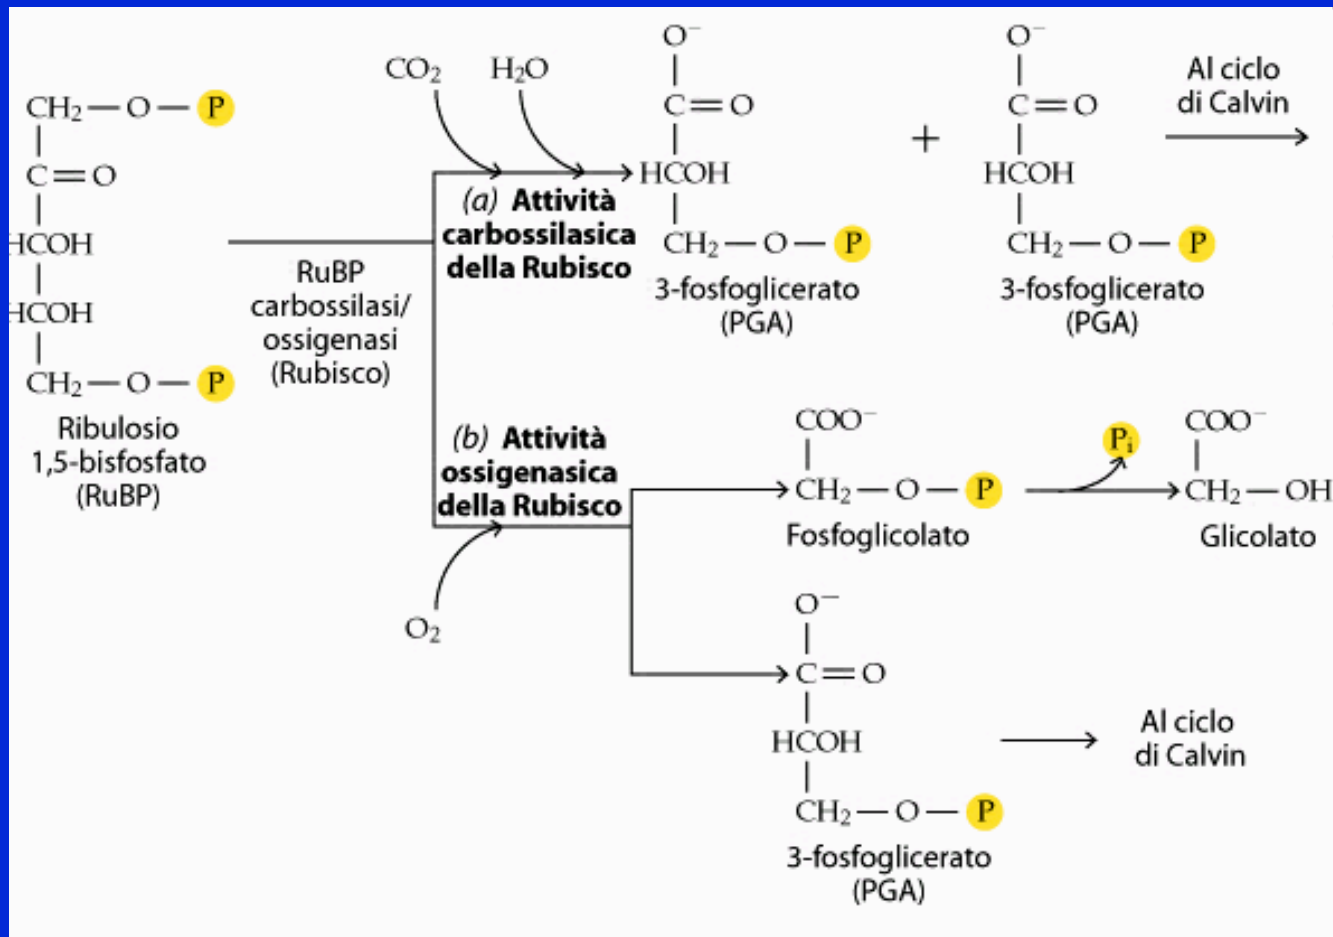 CH₂—O—P
C=O
HCOH
HCOH
CH₂—O—P
Ribulosio
1,5-bisfosfato
(RuBP)
RuBP
carbossilasi/
ossigenasi
(Rubisco)
CO₂ H₂O
(a) Attività
carbossilasica
della Rubisco
O⁻
C=O
HCOH
CH₂—O—P
3-fosfoglicerato
(PGA)
+
O⁻
C=O
HCOH
CH₂—O—P
3-fosfoglicerato
(PGA)
Al ciclo
di Calvin
(b) Attività
ossigenasica
della Rubisco
O₂
COO⁻
CH₂—O—P
Fosfoglicolato
Pi
COO⁻
CH₂—OH
Glicolato
O⁻
C=O
HCOH
CH₂—O—P
3-fosfoglicerato
(PGA)
Al ciclo
di Calvin